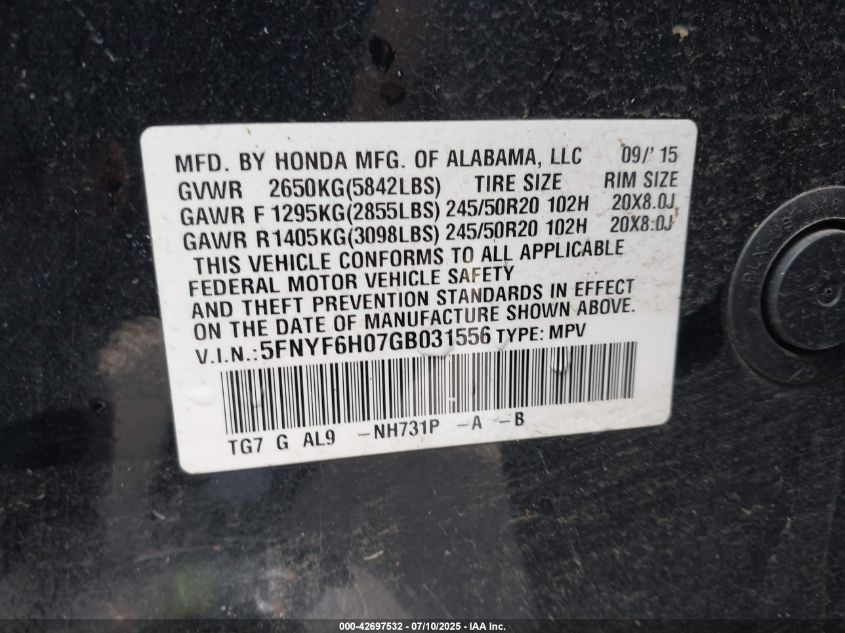 MFD. BY HONDA MFG. OF ALABAMA, LLC 09/' 15
GVWR 2650KG(5842LBS) TIRE SIZE RIM SIZE
GAWR F 1295KG(2855LBS) 245/50R20 102H 20X8.0J
GAWR R 1405KG(3098LBS) 245/50R20 102H 20X8.0J
THIS VEHICLE CONFORMS TO ALL APPLICABLE
FEDERAL MOTOR VEHICLE SAFETY
AND THEFT PREVENTION STANDARDS IN EFFECT
ON THE DATE OF MANUFACTURE SHOWN ABOVE.
V.I.N.:5FNYF6H07GB031556 TYPE: MPV
TG7 G AL9 -NH731P -A -B
000-42697532 - 07/10/2025 - IAA Inc.